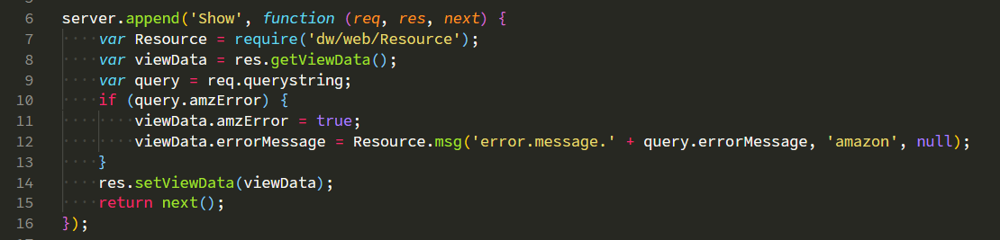 6 server.append('Show', function (req, res, next) {
7     var Resource = require('dw/web/Resource');
8     var viewData = res.getViewData();
9     var query = req.querystring;
10     if (query.amzError) {
11         viewData.amzError = true;
12         viewData.errorMessage = Resource.msg('error.message.' + query.errorMessage, 'amazon', null);
13     }
14     res.setViewData(viewData);
15     return next();
16 });